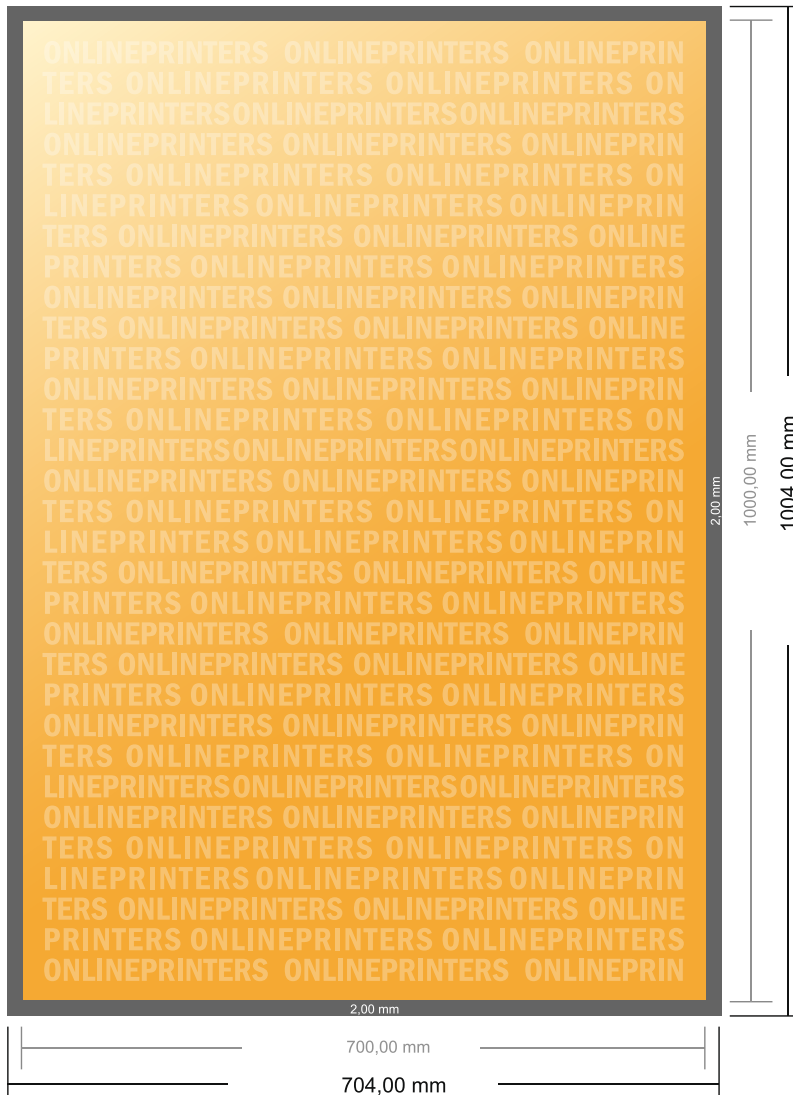 ONLINEPRINTERS ONLINEPRINTERS ONLINEPRIN
TERS ONLINEPRINTERS ONLINEPRINTERS ON
LINEPRINTERSONLINEPRINTERSONLINEPRINTERS
ONLINEPRINTERS ONLINEPRINTERS ONLINEPRIN
TERS ONLINEPRINTERS ONLINEPRINTERS ON
LINEPRINTERS ONLINEPRINTERS ONLINEPRIN
TERS ONLINEPRINTERS ONLINEPRINTERS ONLINE
PRINTERS ONLINEPRINTERS ONLINEPRINTERS
ONLINEPRINTERS ONLINEPRINTERS ONLINEPRIN
TERS ONLINEPRINTERS ONLINEPRINTERS ONLINE
PRINTERS ONLINEPRINTERS ONLINEPRINTERS
ONLINEPRINTERS ONLINEPRINTERS ONLINEPRIN
TERS ONLINEPRINTERS ONLINEPRINTERS ON
LINEPRINTERSONLINEPRINTERSONLINEPRINTERS
ONLINEPRINTERS ONLINEPRINTERS ONLINEPRIN
TERS ONLINEPRINTERS ONLINEPRINTERS ON
LINEPRINTERS ONLINEPRINTERS ONLINEPRIN
TERS ONLINEPRINTERS ONLINEPRINTERS ONLINE
PRINTERS ONLINEPRINTERS ONLINEPRINTERS
ONLINEPRINTERS ONLINEPRINTERS ONLINEPRIN
TERS ONLINEPRINTERS ONLINEPRINTERS ONLINE
PRINTERS ONLINEPRINTERS ONLINEPRINTERS
ONLINEPRINTERS ONLINEPRINTERS ONLINEPRIN
TERS ONLINEPRINTERS ONLINEPRINTERS ON
LINEPRINTERSONLINEPRINTERSONLINEPRINTERS
ONLINEPRINTERS ONLINEPRINTERS ONLINEPRIN
TERS ONLINEPRINTERS ONLINEPRINTERS ON
LINEPRINTERS ONLINEPRINTERS ONLINEPRIN
TERS ONLINEPRINTERS ONLINEPRINTERS ONLINE
PRINTERS ONLINEPRINTERS ONLINEPRINTERS
ONLINEPRINTERS ONLINEPRINTERS ONLINEPRIN
2,00 mm
1000,00 mm
1004,00 mm
2,00 mm
700,00 mm
704,00 mm